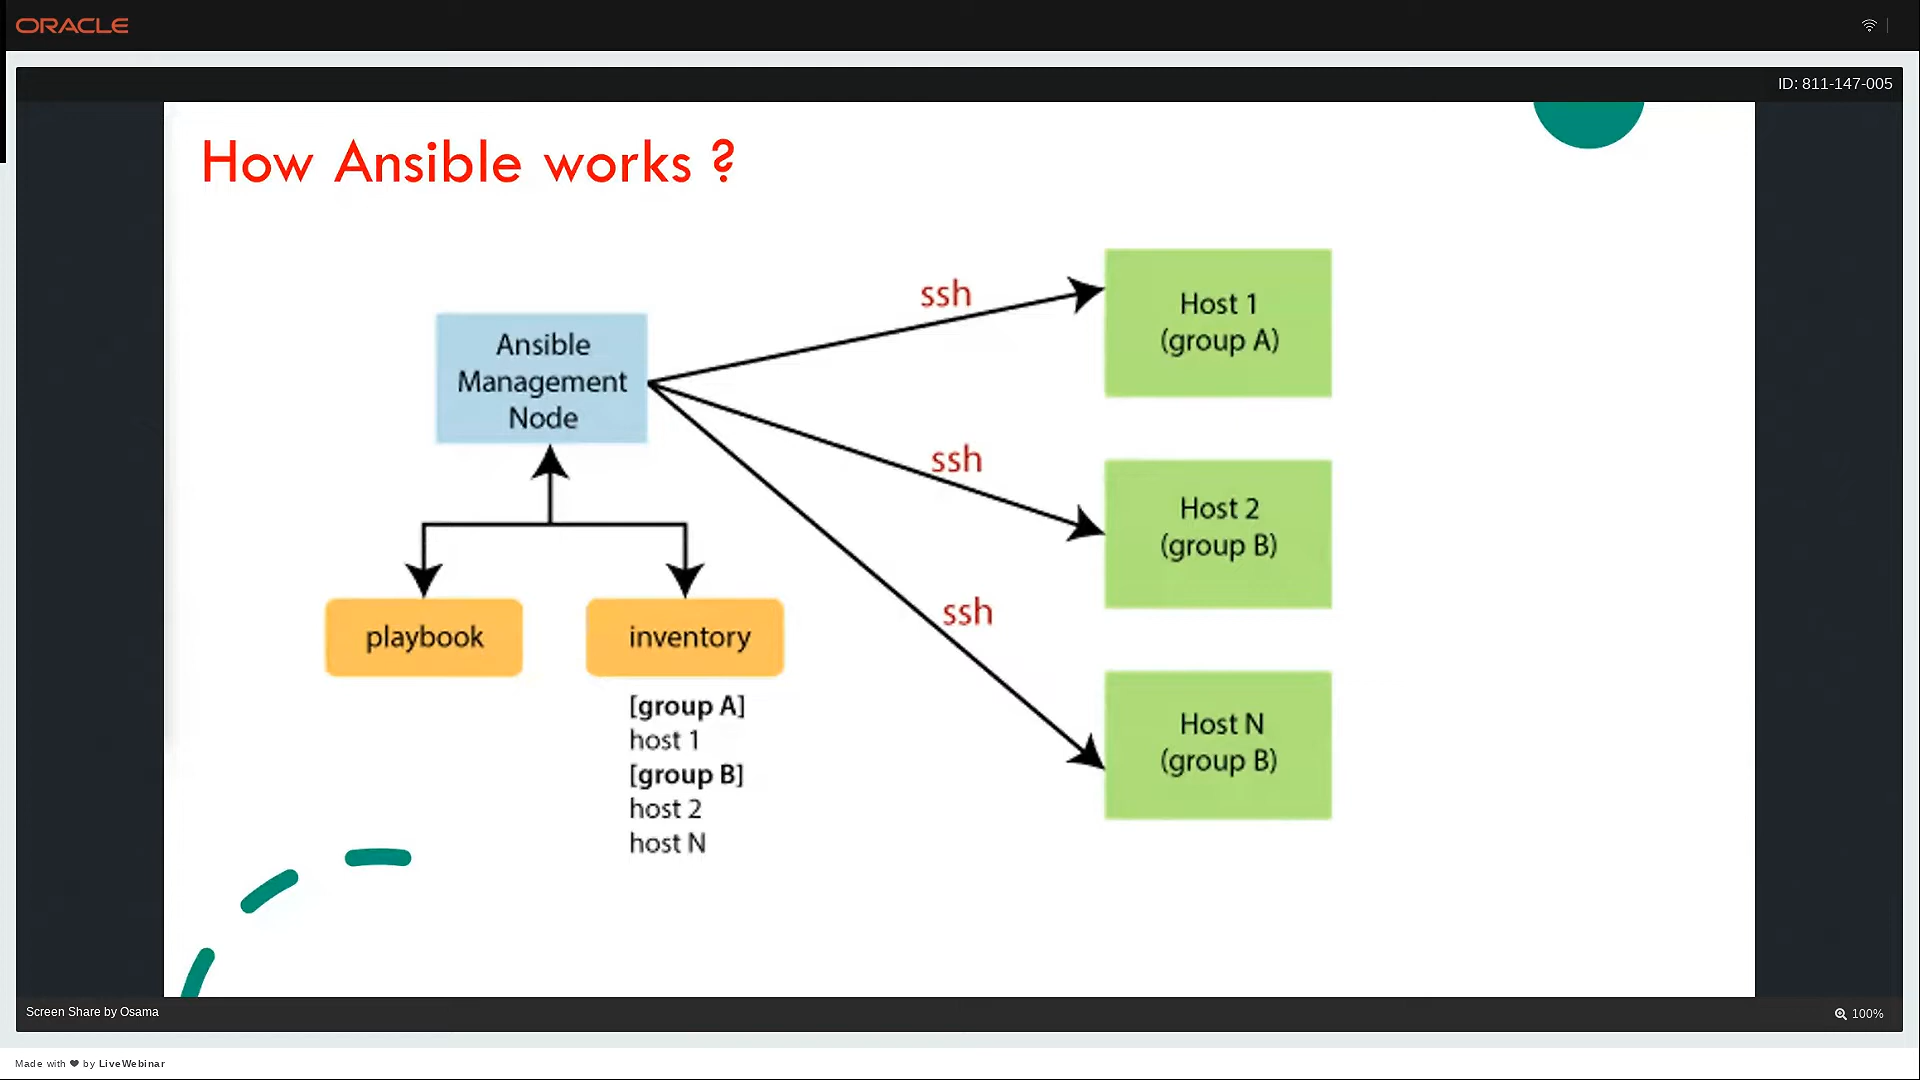 ORACLE
ID: 811-147-005
How Ansible works ?
Ansible
Management
Node
ssh
ssh
ssh
Host 1
(group A)
Host 2
(group B)
Host N
(group B)
playbook
inventory
[group A]
host 1
[group B]
host 2
host N
Screen Share by Osama
100%
Made with ❤ by LiveWebinar